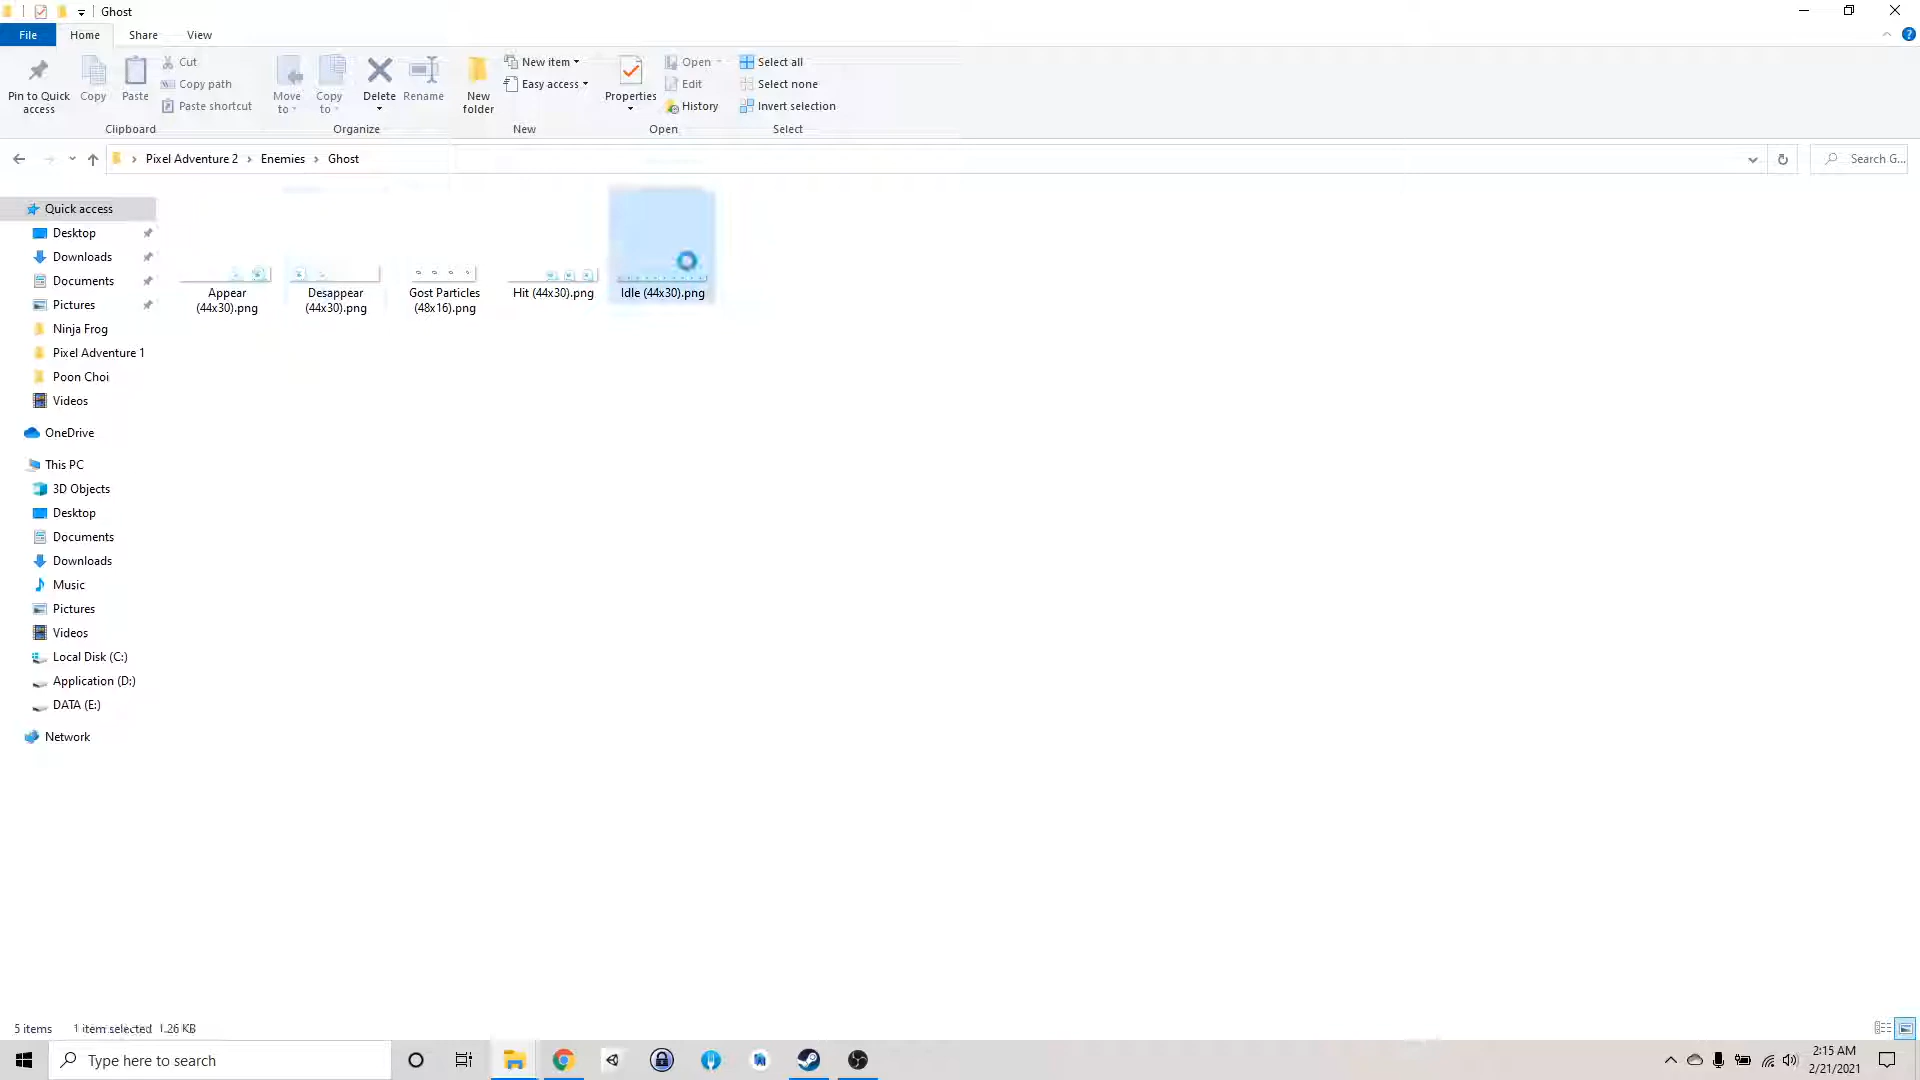 Ghost
File
Home
Share
View
Pin to Quick
access
Copy
Paste
Cut
Copy path
Paste shortcut
Clipboard
Move
to
Copy
to
Delete
Rename
Organize
New
folder
New item
Easy access
New
Properties
Open
Edit
History
Open
Select all
Select none
Invert selection
Select
Pixel Adventure 2
Enemies
Ghost
Search G...
Quick access
Desktop
Downloads
Documents
Pictures
Ninja Frog
Pixel Adventure 1
Poon Choi
Videos
OneDrive
This PC
3D Objects
Desktop
Documents
Downloads
Music
Pictures
Videos
Local Disk (C:)
Application (D:)
DATA (E:)
Network
Appear
(44x30).png
Desappear
(44x30).png
Gost Particles
(48x16).png
Hit (44x30).png
Idle (44x30).png
5 items
1 item selected
1.26 KB
Type here to search
2:15 AM
2/21/2021